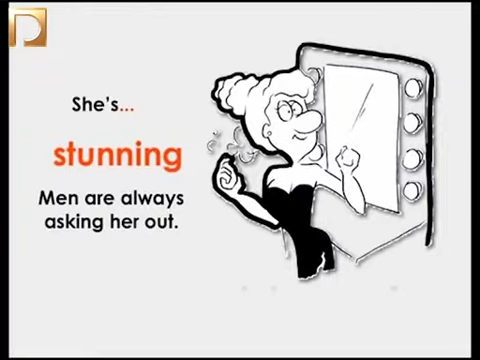 She's...
stunning
Men are always
asking her out.